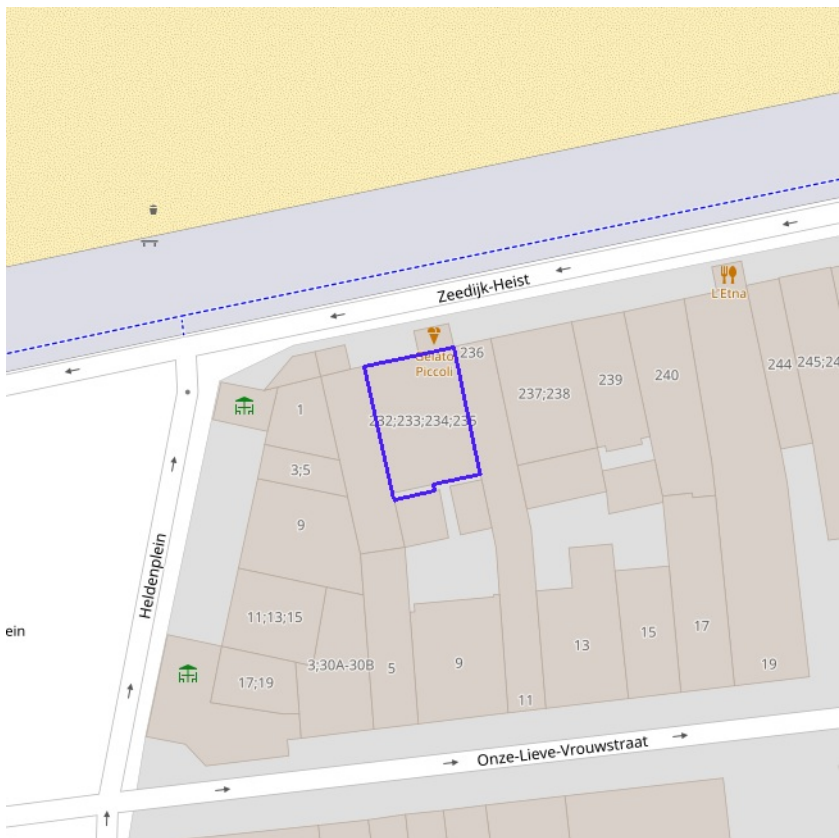 Zeedijk-Heist
L'Etna
Gelato
Piccoli
236
232;233;234;235
237;238
239
240
244
245;24
1
3;5
9
Heldenplein
ein
11;13;15
17;19
3;30A-30B
5
9
11
13
15
17
19
Onze-Lieve-Vrouwstraat